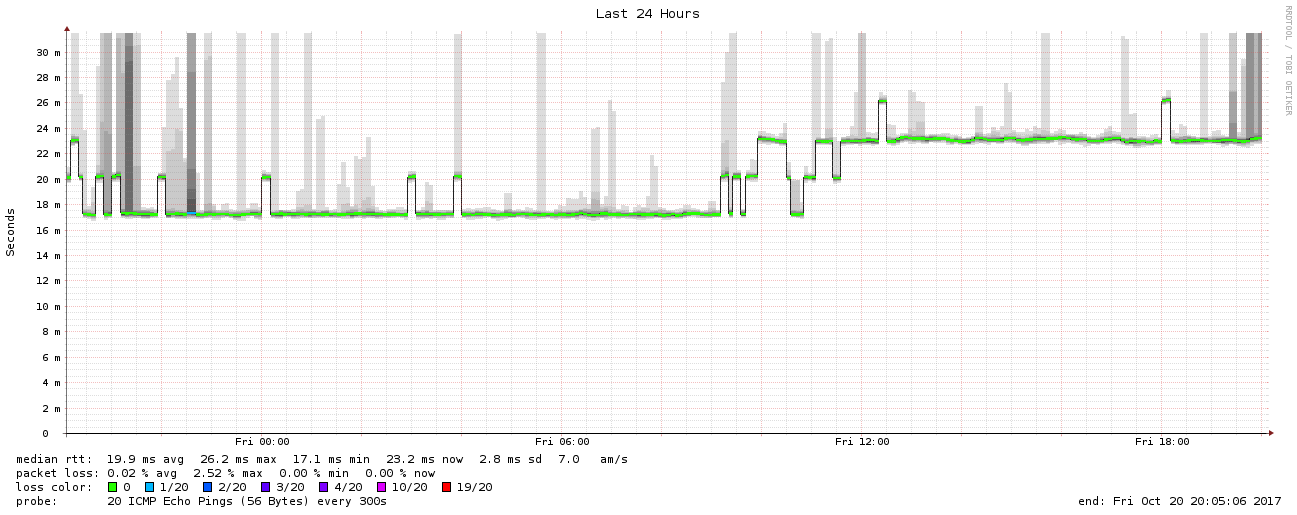 Last 24 Hours
RRDTOOL / TOBI OETIKER
Seconds
30 m
28 m
26 m
24 m
22 m
20 m
18 m
16 m
14 m
12 m
10 m
8 m
6 m
4 m
2 m
0
Fri 00:00 Fri 06:00 Fri 12:00 Fri 18:00
median rtt: 19.9 ms avg 26.2 ms max 17.1 ms min 23.2 ms now 2.8 ms sd 7.0 am/s
packet loss: 0.02 % avg 2.52 % max 0.00 % min 0.00 % now
loss color: 0 1/20 2/20 3/20 4/20 10/20 19/20
probe: 20 ICMP Echo Pings (56 Bytes) every 300s end: Fri Oct 20 20:05:06 2017